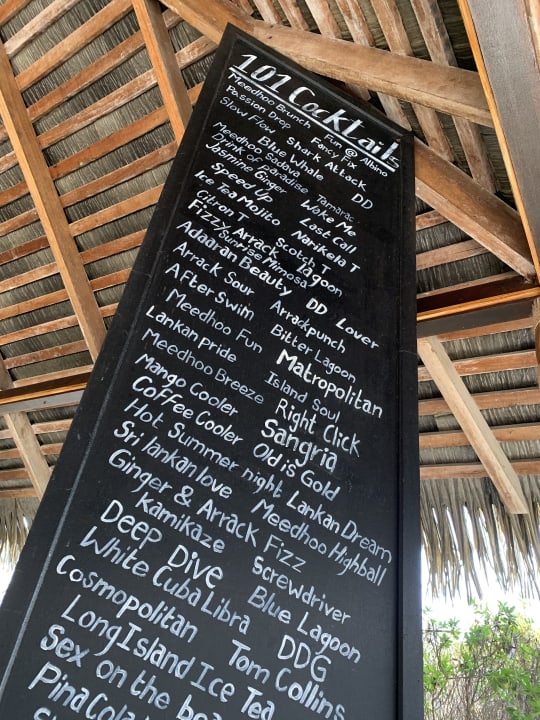 101 Cocktails
Meedhoo Brunch Fun @ Albino
Passion Drop Fancy Fix
Slow Flow Shark Attack
Blue Whale Tamarac
Meedhoo Sadava DD
Drink of paradise Wake Me
Jasmine Ginger
Speed Up Last Call
Ice Tea Mojito Narikela T
Citron T Scotch T
Fizzy Arrack Lagoon
Sunrise Mimosa
Adaaran Beauty DD Lover
Arrack Sour Arrackpunch
After Swim Bitter Lagoon
Meedhoo Fun Matropolitan
Lankan Pride Island Soul
Meedhoo Breeze Right Click
Mango Cooler Sangria
Coffee Cooler Old is Gold
Hot Summer night Lankan Dream
Sri lankan love Meedhoo Highball
Ginger & Arrack Fizz
Kamikaze Screwdriver
Deep Dive Blue Lagoon
White Cuba Libra DDG
Cosmopolitan Tom Collins
Long Island Ice Tea
Sex on the
Pina